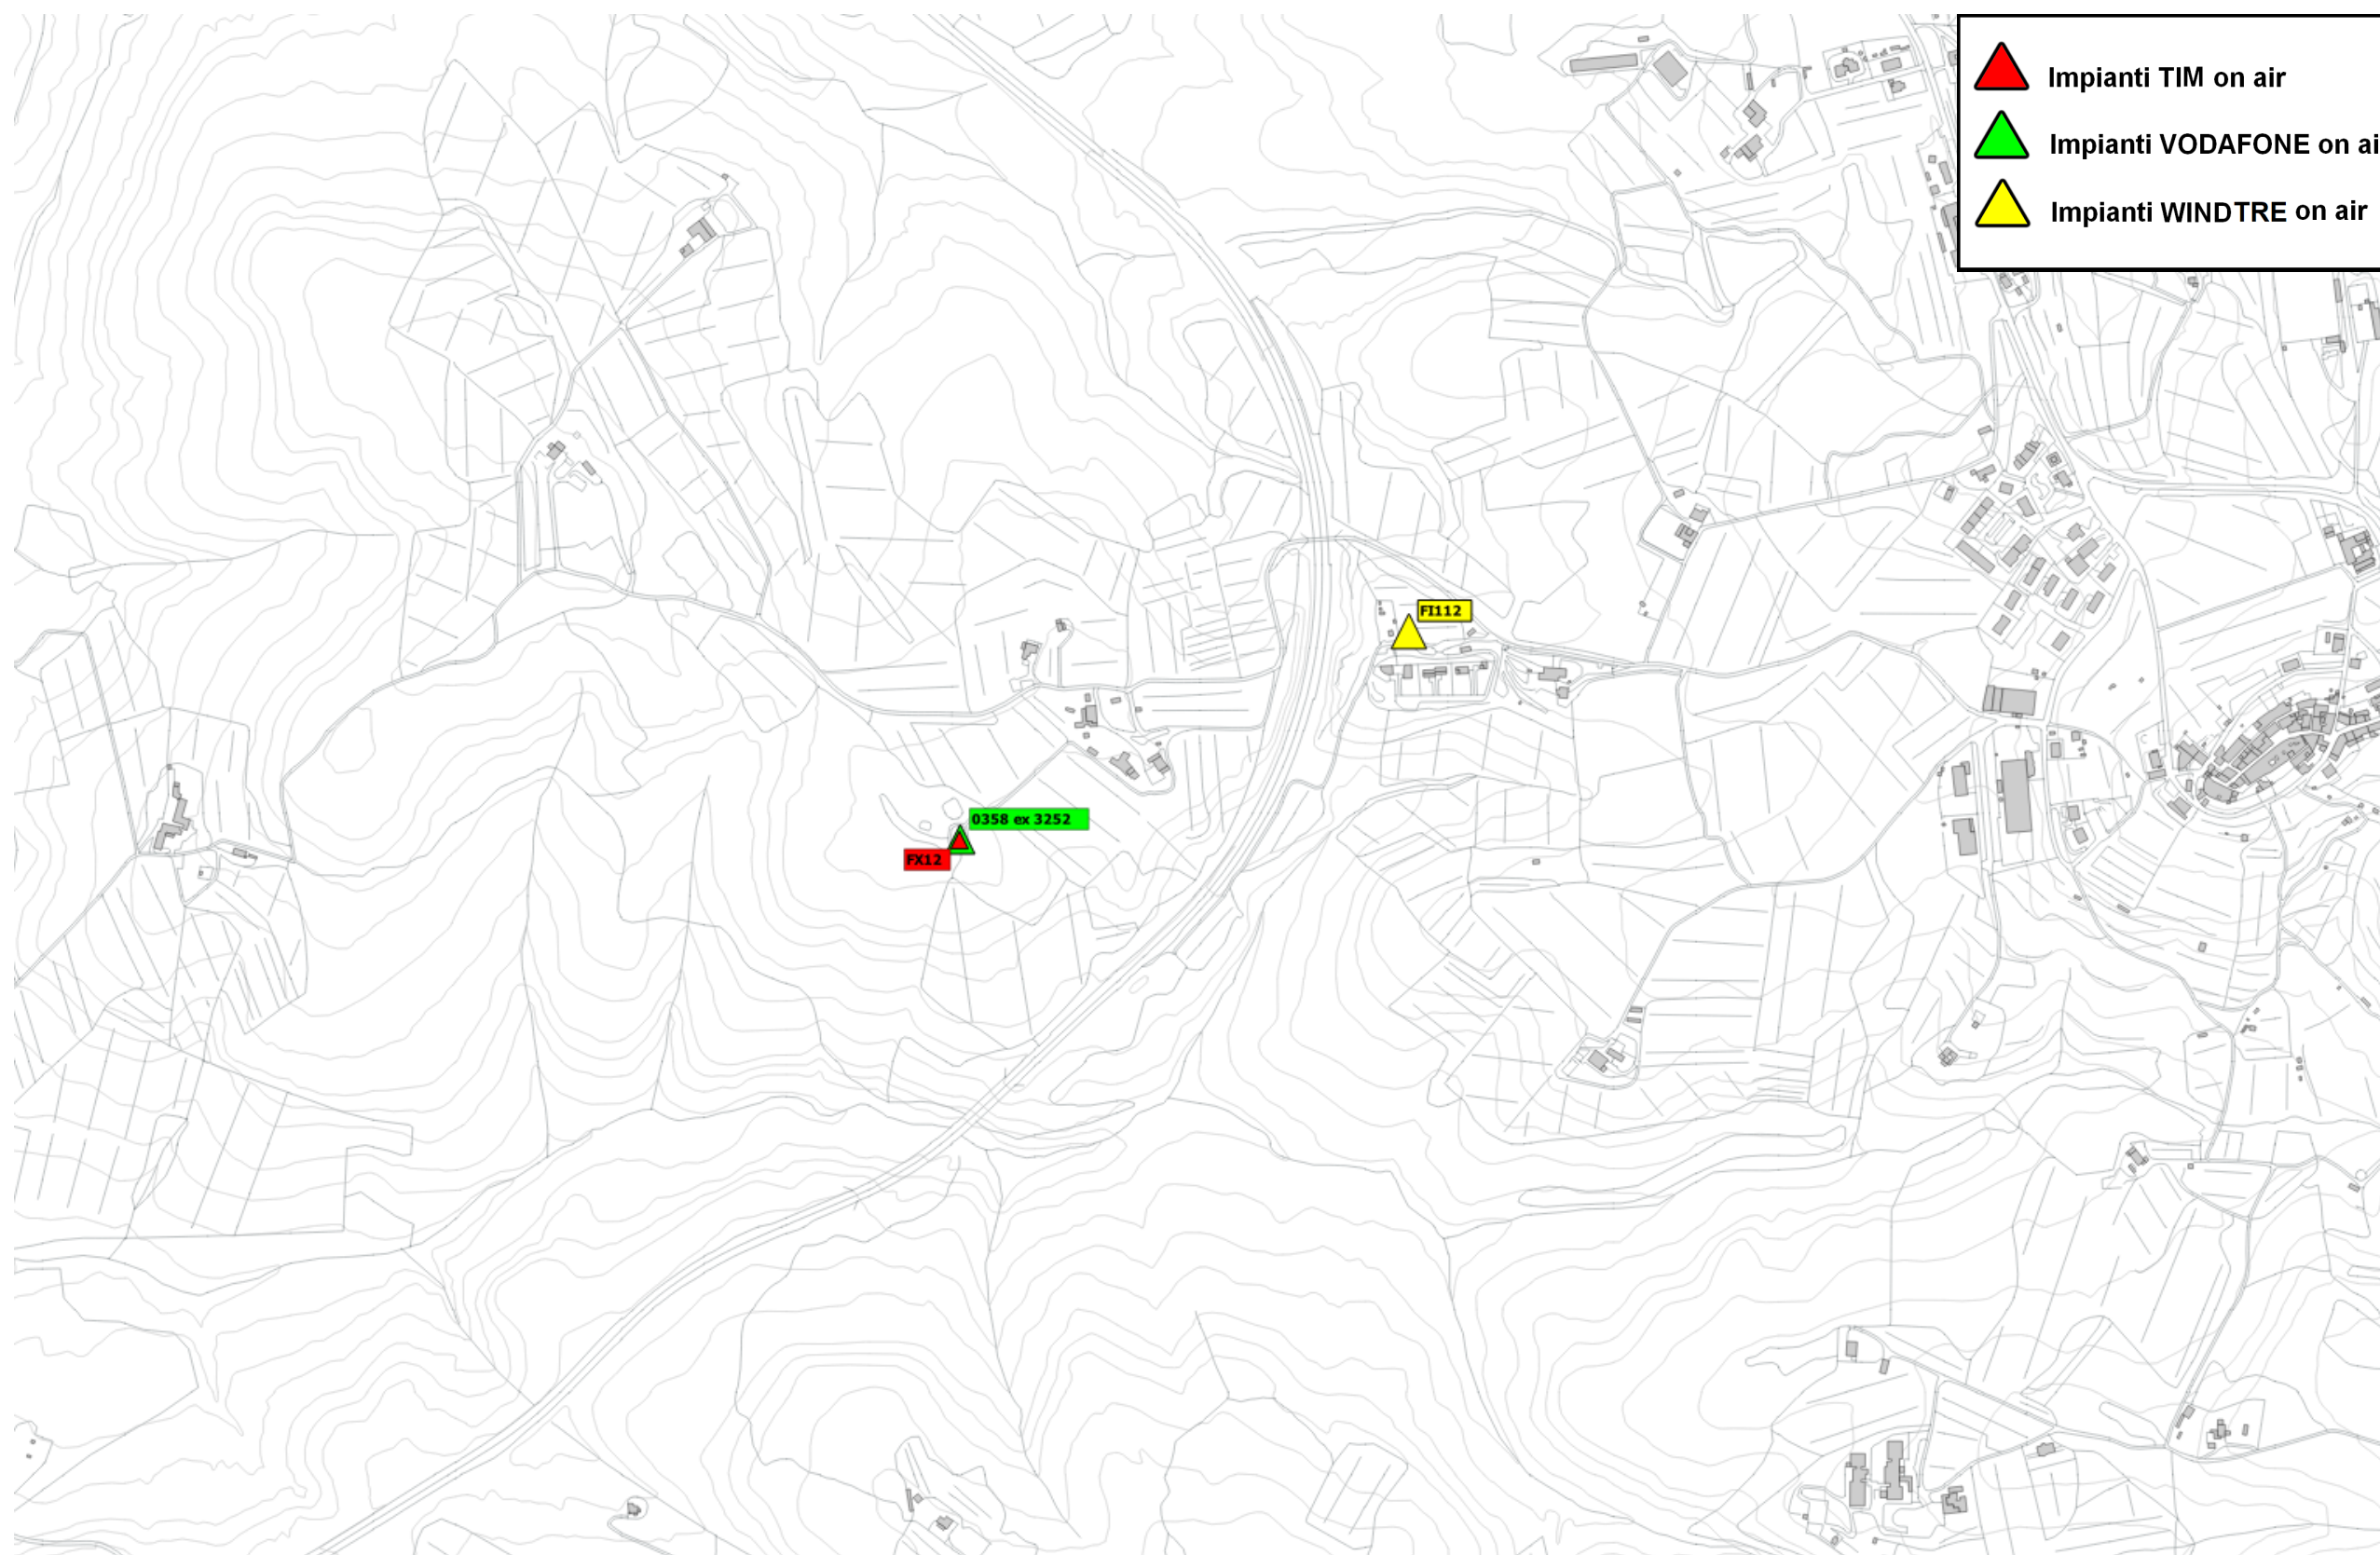 Impianti TIM on air
Impianti VODAFONE on ai
Impianti WINDTRE on air
FI112
0358 ex 3252
FX12